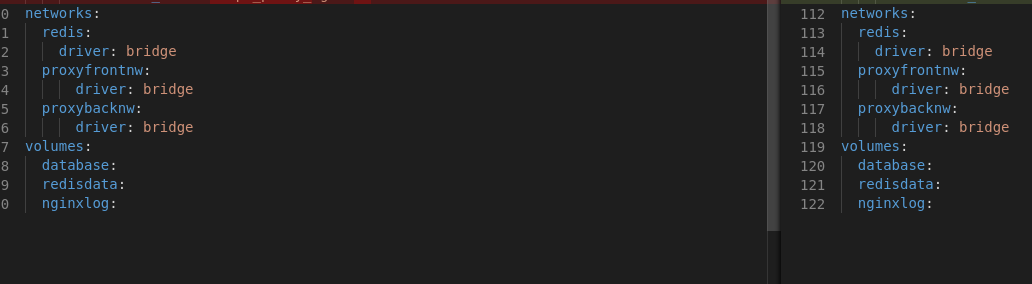 0 networks:
1 redis:
2 driver: bridge
3 proxyfrontnw:
4 driver: bridge
5 proxybacknw:
6 driver: bridge
7 volumes:
8 database:
9 redisdata:
0 nginxlog:
112 networks:
113 redis:
114 driver: bridge
115 proxyfrontnw:
116 driver: bridge
117 proxybacknw:
118 driver: bridge
119 volumes:
120 database:
121 redisdata:
122 nginxlog: